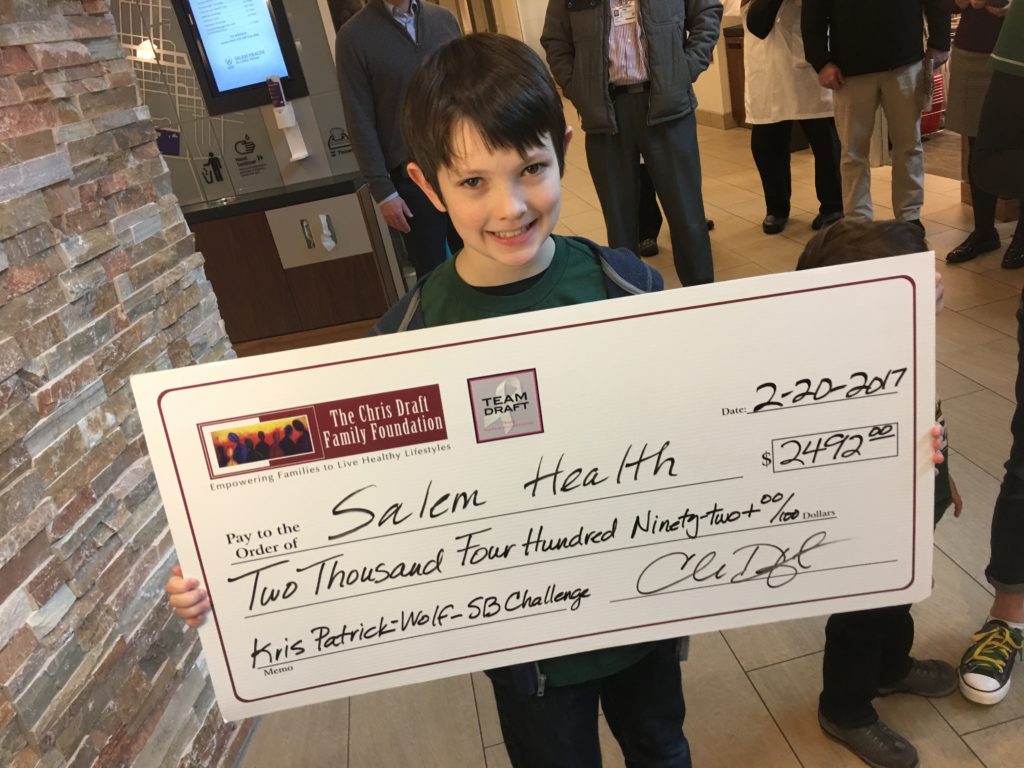 SALEM HEALTH
The Chris Draft
Family Foundation
Empowering Families to Live Healthy Lifestyles
TEAM
DRAFT
Date: 2-20-2017
$ 2492.00
Pay to the
Order of Salem Health
Two Thousand Four Hundred Ninety-two + 00/100 Dollars
Kris Patrick-Wolf-SB Challenge
Memo